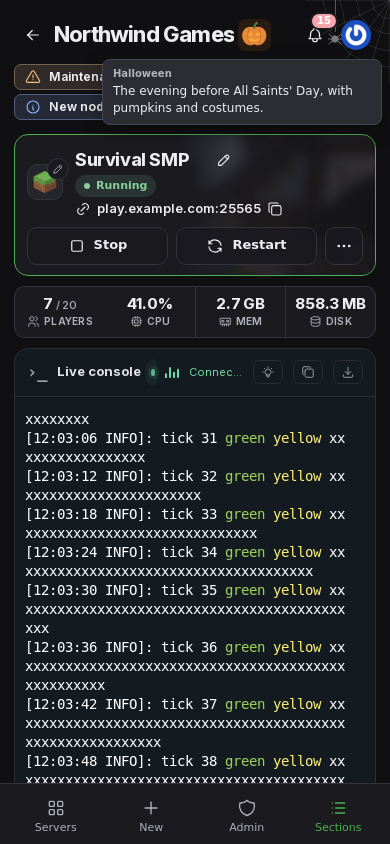 Northwind Games
15
Maintena
New nod
Halloween
The evening before All Saints' Day, with
pumpkins and costumes.
Survival SMP
Running
play.example.com:25565
Stop
Restart
7 / 20
PLAYERS
41.0%
CPU
2.7 GB
MEM
858.3 MB
DISK
Live console
Connec...
xxxxxxxx
[12:03:06 INFO]: tick 31 green yellow xx
xxxxxxxxxxxxxxx
[12:03:12 INFO]: tick 32 green yellow xx
xxxxxxxxxxxxxxxxxxxxxx
[12:03:18 INFO]: tick 33 green yellow xx
xxxxxxxxxxxxxxxxxxxxxxxxxxxxx
[12:03:24 INFO]: tick 34 green yellow xx
xxxxxxxxxxxxxxxxxxxxxxxxxxxxxxxxxxxx
[12:03:30 INFO]: tick 35 green yellow xx
xxxxxxxxxxxxxxxxxxxxxxxxxxxxxxxxxxxxxxxx
xxx
[12:03:36 INFO]: tick 36 green yellow xx
xxxxxxxxxxxxxxxxxxxxxxxxxxxxxxxxxxxxxxxx
xxxxxxxxxx
[12:03:42 INFO]: tick 37 green yellow xx
xxxxxxxxxxxxxxxxxxxxxxxxxxxxxxxxxxxxxxxx
xxxxxxxxxxxxxxxxx
[12:03:48 INFO]: tick 38 green yellow xx
xxxxxxxxxxxxxxxxxxxxxxxxxxxxxxxxxxxxxxxx
Servers
New
Admin
Sections